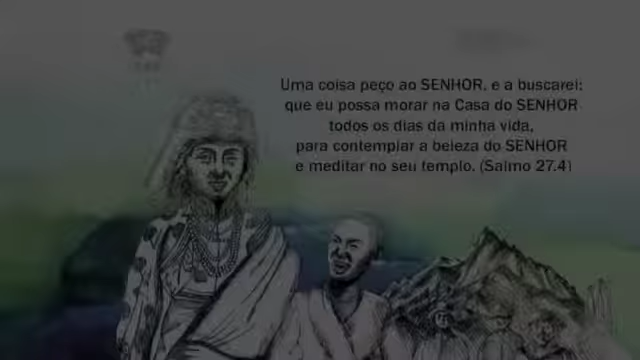 Uma coisa peço ao SENHOR, e a buscarei:
que eu possa morar na Casa do SENHOR
todos os dias da minha vida,
para contemplar a beleza do SENHOR
e meditar no seu templo. (Salmo 27.4)